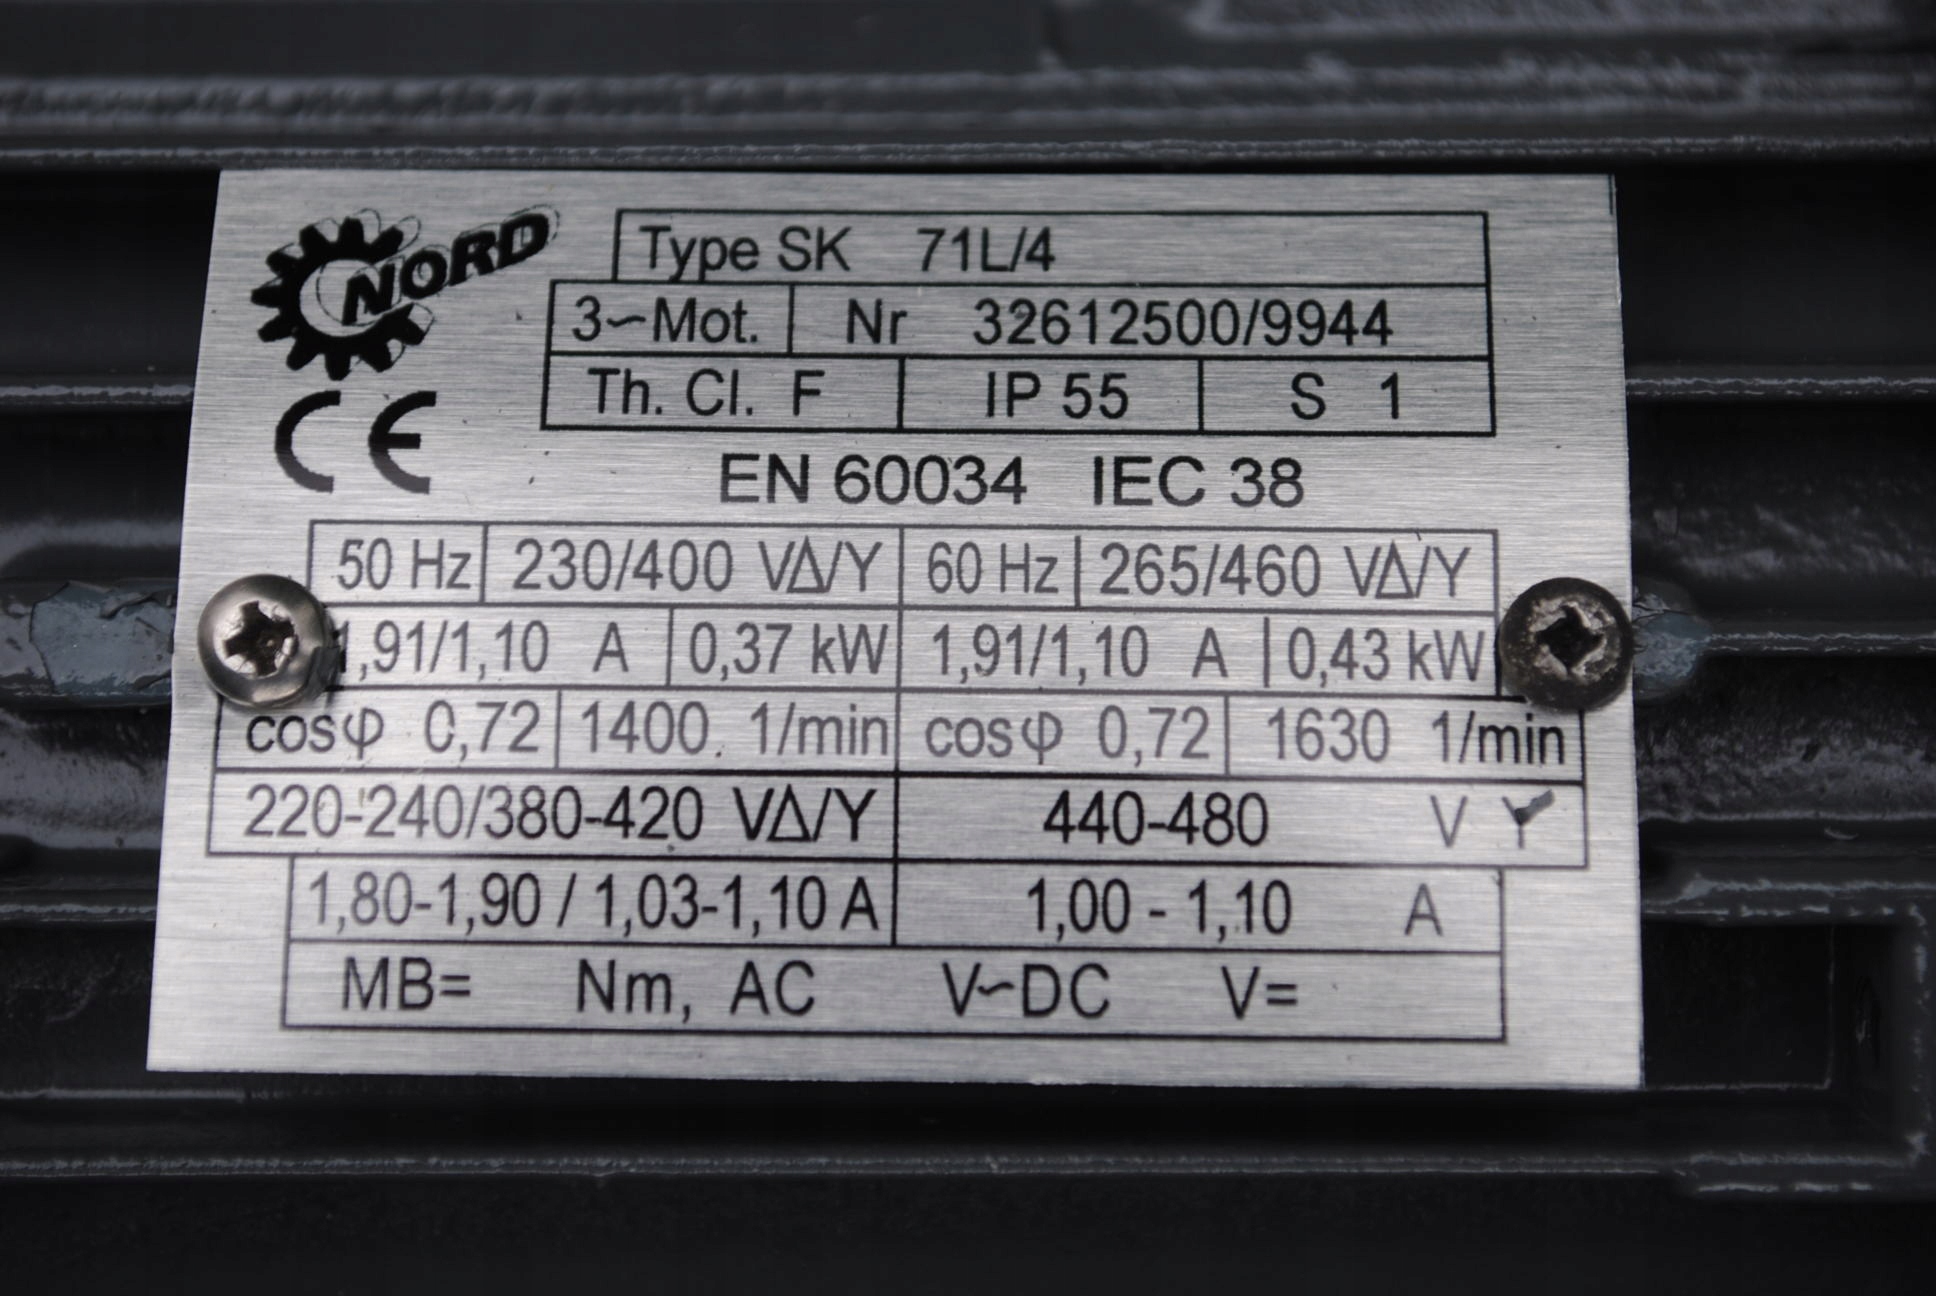 NORD
Type SK 71L/4
3~Mot. Nr 32612500/9944
Th. Cl. F IP 55 S 1
CE
EN 60034 IEC 38
50 Hz 230/400 VΔ/Y 60 Hz 265/460 VΔ/Y
1,91/1,10 A 0,37 kW 1,91/1,10 A 0,43 kW
cosφ 0,72 1400 1/min cosφ 0,72 1630 1/min
220-240/380-420 VΔ/Y 440-480 V Y
1,80-1,90 / 1,03-1,10 A 1,00 - 1,10 A
MB= Nm, AC V~DC V=